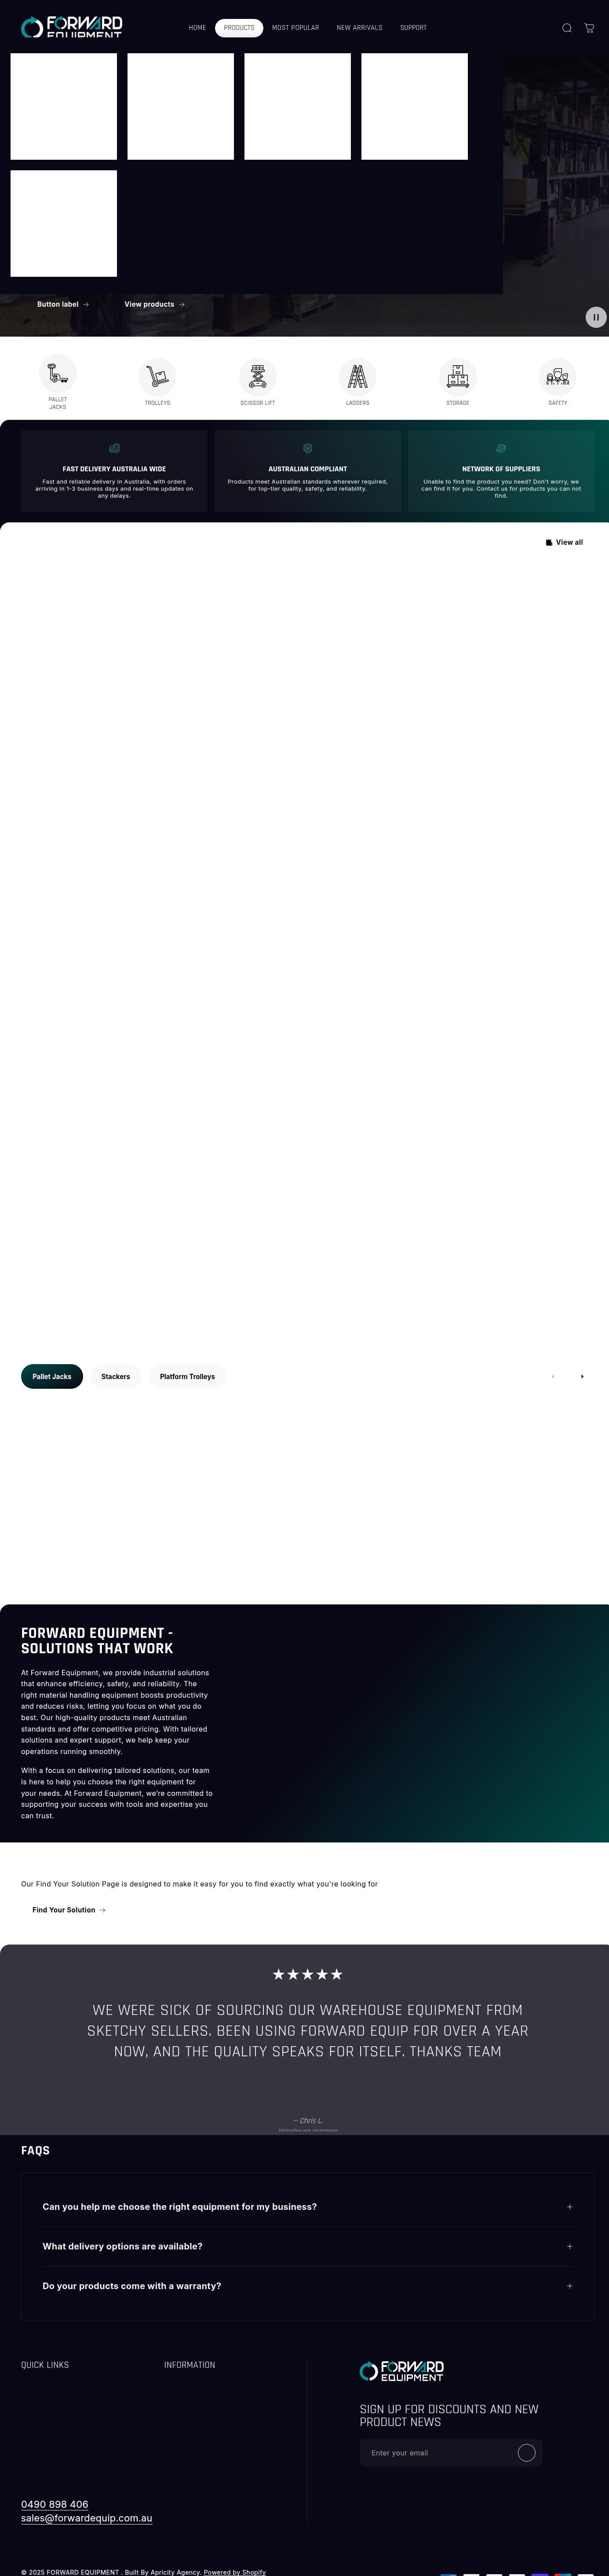 FORWARD
EQUIPMENT
HOME
PRODUCTS
MOST POPULAR
NEW ARRIVALS
SUPPORT
Button label
View products
PALLET
JACKS
TROLLEYS
SCISSOR LIFT
LADDERS
STORAGE
SAFETY
FAST DELIVERY AUSTRALIA WIDE
Fast and reliable delivery in Australia, with orders
arriving in 1-3 business days and real-time updates on
any delays.
AUSTRALIAN COMPLIANT
Products meet Australian standards wherever required,
for top-tier quality, safety, and reliability.
NETWORK OF SUPPLIERS
Unable to find the product you need? Don't worry, we
can find it for you. Contact us for products you can not
find.
View all
Pallet Jacks
Stackers
Platform Trolleys
FORWARD EQUIPMENT -
SOLUTIONS THAT WORK
At Forward Equipment, we provide industrial solutions
that enhance efficiency, safety, and reliability. The
right material handling equipment boosts productivity
and reduces risks, letting you focus on what you do
best. Our high-quality products meet Australian
standards and offer competitive pricing. With tailored
solutions and expert support, we help keep your
operations running smoothly.
With a focus on delivering tailored solutions, our team
is here to help you choose the right equipment for
your needs. At Forward Equipment, we're committed to
supporting your success with tools and expertise you
can trust.
Our Find Your Solution Page is designed to make it easy for you to find exactly what you're looking for
Find Your Solution
WE WERE SICK OF SOURCING OUR WAREHOUSE EQUIPMENT FROM
SKETCHY SELLERS. BEEN USING FORWARD EQUIP FOR OVER A YEAR
NOW, AND THE QUALITY SPEAKS FOR ITSELF. THANKS TEAM
– Chris L.
FAQS
Can you help me choose the right equipment for my business?
What delivery options are available?
Do your products come with a warranty?
QUICK LINKS
INFORMATION
FORWARD
EQUIPMENT
SIGN UP FOR DISCOUNTS AND NEW
PRODUCT NEWS
Enter your email
0490 898 406
sales@forwardequip.com.au
© 2025 FORWARD EQUIPMENT . Built By Apricity Agency. Powered by Shopify